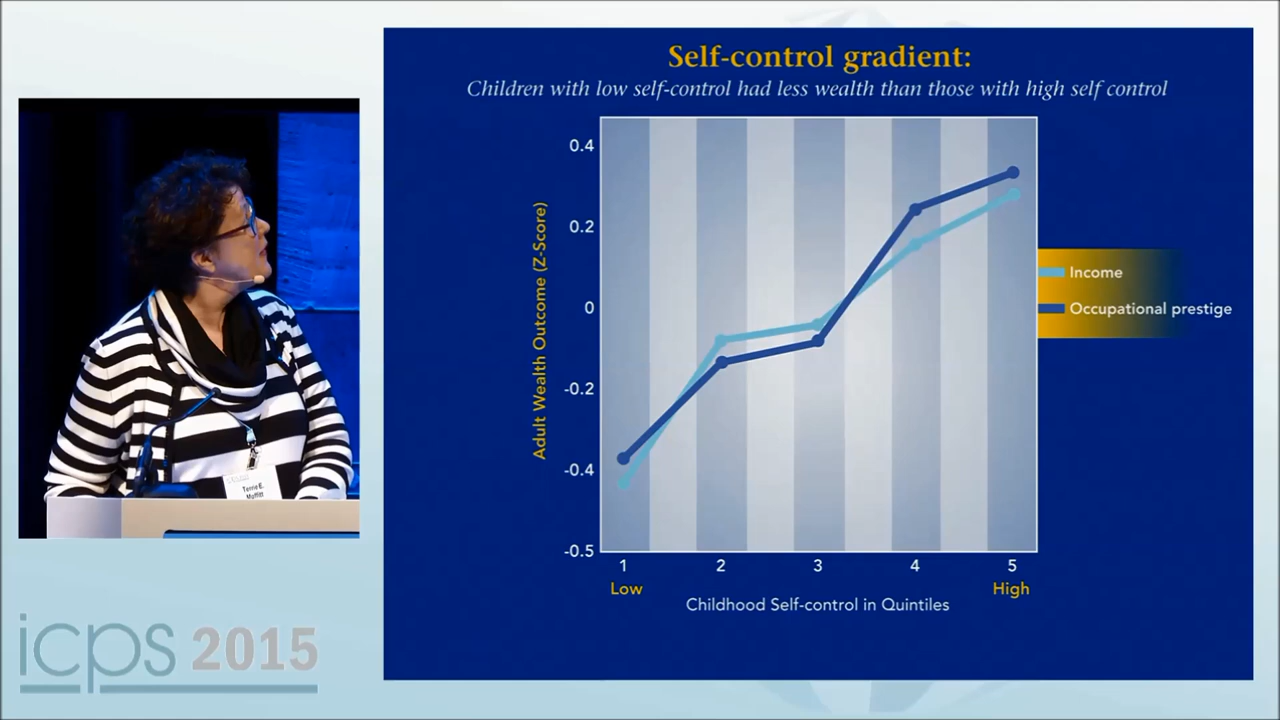 Self-control gradient:
Children with low self-control had less wealth than those with high self control
Adult Wealth Outcome (Z-Score)
0.4
0.2
0
-0.2
-0.4
-0.5
1
2
3
4
5
Low
High
Childhood Self-control in Quintiles
Income
Occupational prestige
Terrie E.
Moffitt
icps 2015